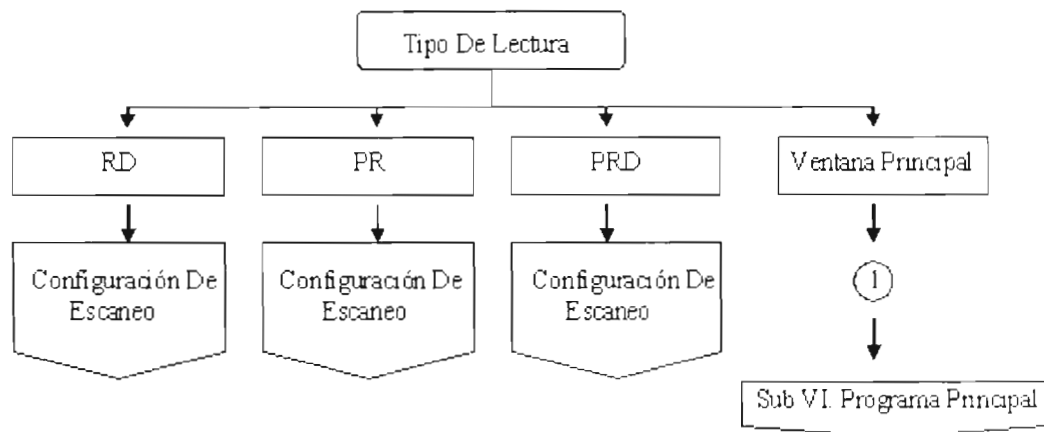 Tipo De Lectura
RD
PR
PRD
Ventana Principal
Configuración De
Escaneo
Configuración De
Escaneo
Configuración De
Escaneo
1
Sub VI. Programa Principal